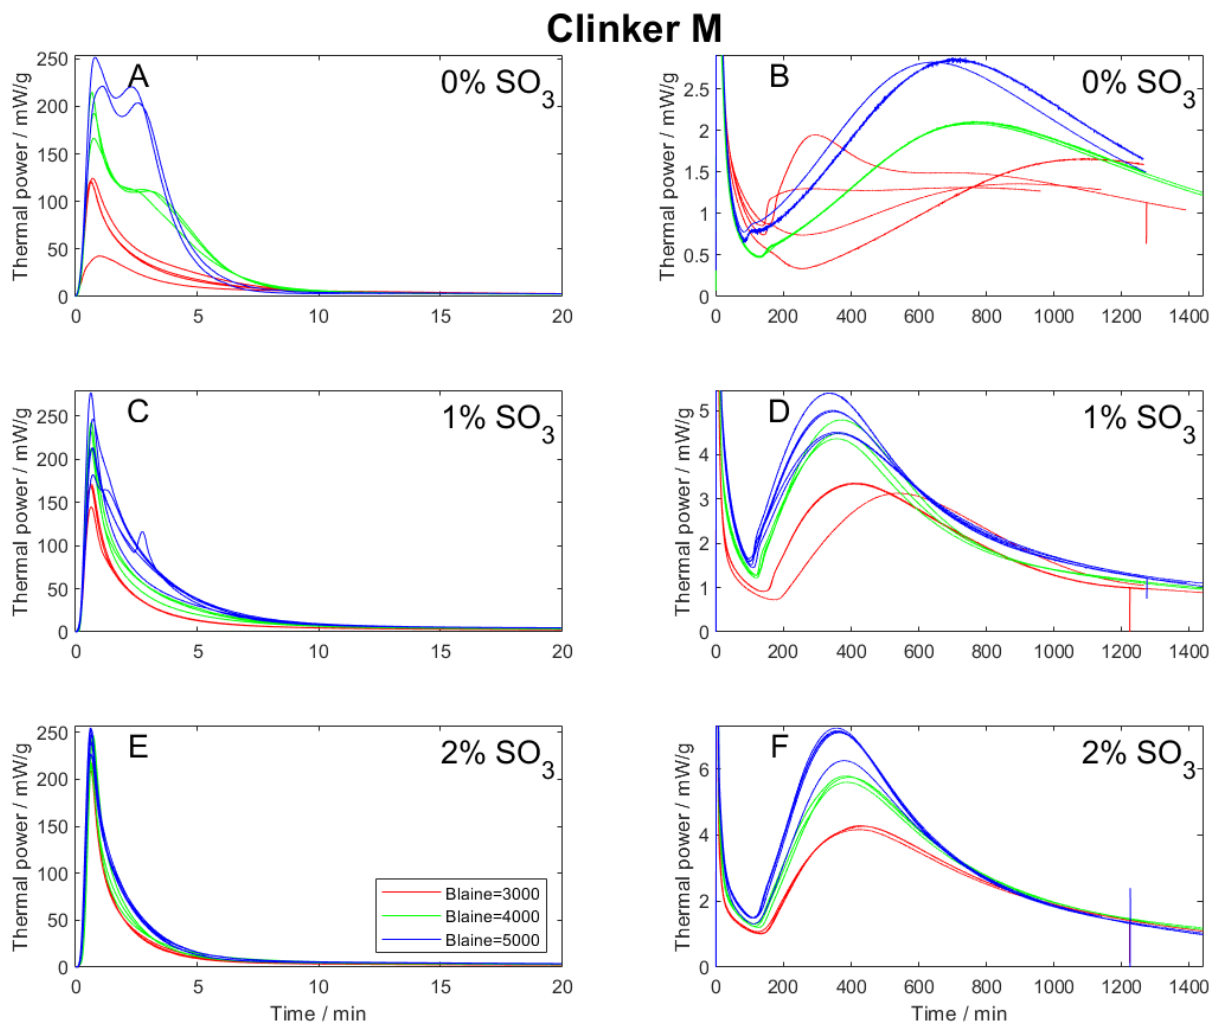 Clinker M
A
0% SO3
Thermal power / mW/g
250
200
150
100
50
0
0 5 10 15 20
B
0% SO3
Thermal power / mW/g
2.5
2
1.5
1
0.5
0
0 200 400 600 800 1000 1200 1400
C
1% SO3
Thermal power / mW/g
250
200
150
100
50
0
0 5 10 15 20
D
1% SO3
Thermal power / mW/g
5
4
3
2
1
0
0 200 400 600 800 1000 1200 1400
E
2% SO3
Thermal power / mW/g
250
200
150
100
50
0
Blaine=3000
Blaine=4000
Blaine=5000
0 5 10 15 20
Time / min
F
2% SO3
Thermal power / mW/g
6
4
2
0
0 200 400 600 800 1000 1200 1400
Time / min